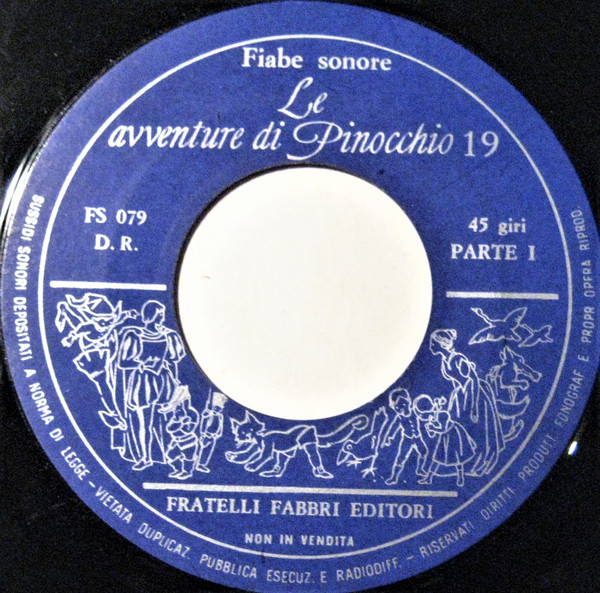 Fiabe sonore
Le
avventure di Pinocchio 19
FS 079
D. R.
45 giri
PARTE I
FRATELLI FABBRI EDITORI
NON IN VENDITA
SUSSIDI SONORI DEPOSITATI A NORMA DI LEGGE - VIETATA DUPLICAZ. PUBBLICA ESECUZ. E RADIODIFF. - RISERVATI DIRITTI PRODUTT. FONOGRAF E PROPR OPERA RIPROD.